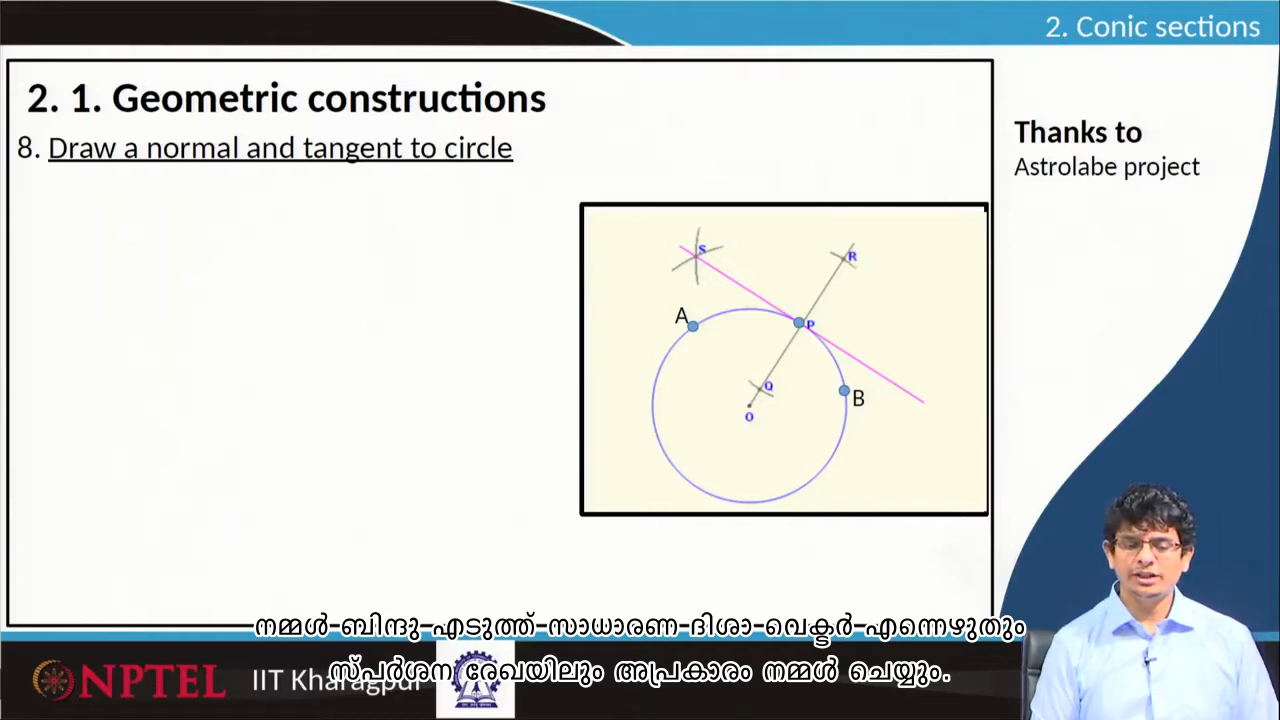 2. Conic sections
2. 1. Geometric constructions
8. Draw a normal and tangent to circle
Thanks to
Astrolabe project
S
R
A
P
Q
B
O
നമ്മൾ ബിന്ദു എടുത്ത് സാധാരണ ദിശാ വെക്ടർ എന്നെഴുതും
സ്പർശന രേഖയിലും അപ്രകാരം നമ്മൾ ചെയ്യും.
NPTEL
IIT Kharagpur